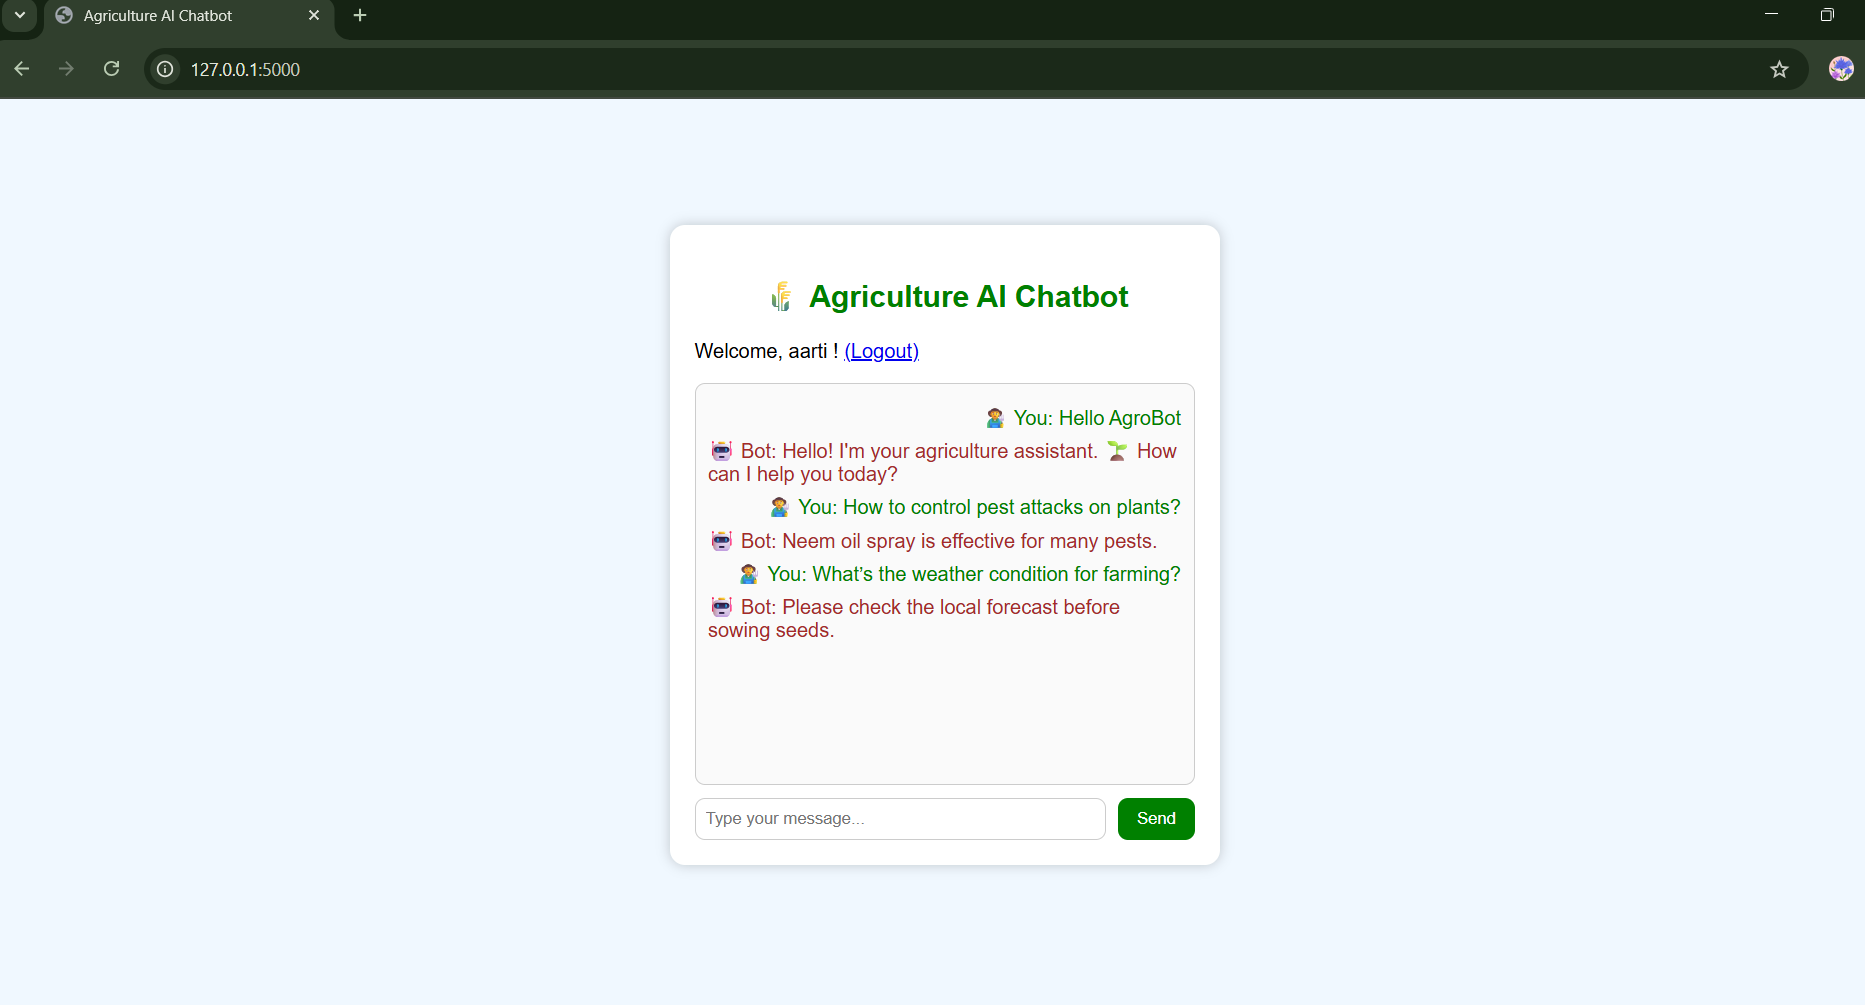 Agriculture AI Chatbot
127.0.0.1:5000
Agriculture AI Chatbot
Welcome, aarti ! (Logout)
You: Hello AgroBot
Bot: Hello! I'm your agriculture assistant. 🌱 How
can I help you today?
You: How to control pest attacks on plants?
Bot: Neem oil spray is effective for many pests.
You: What’s the weather condition for farming?
Bot: Please check the local forecast before
sowing seeds.
Type your message...
Send